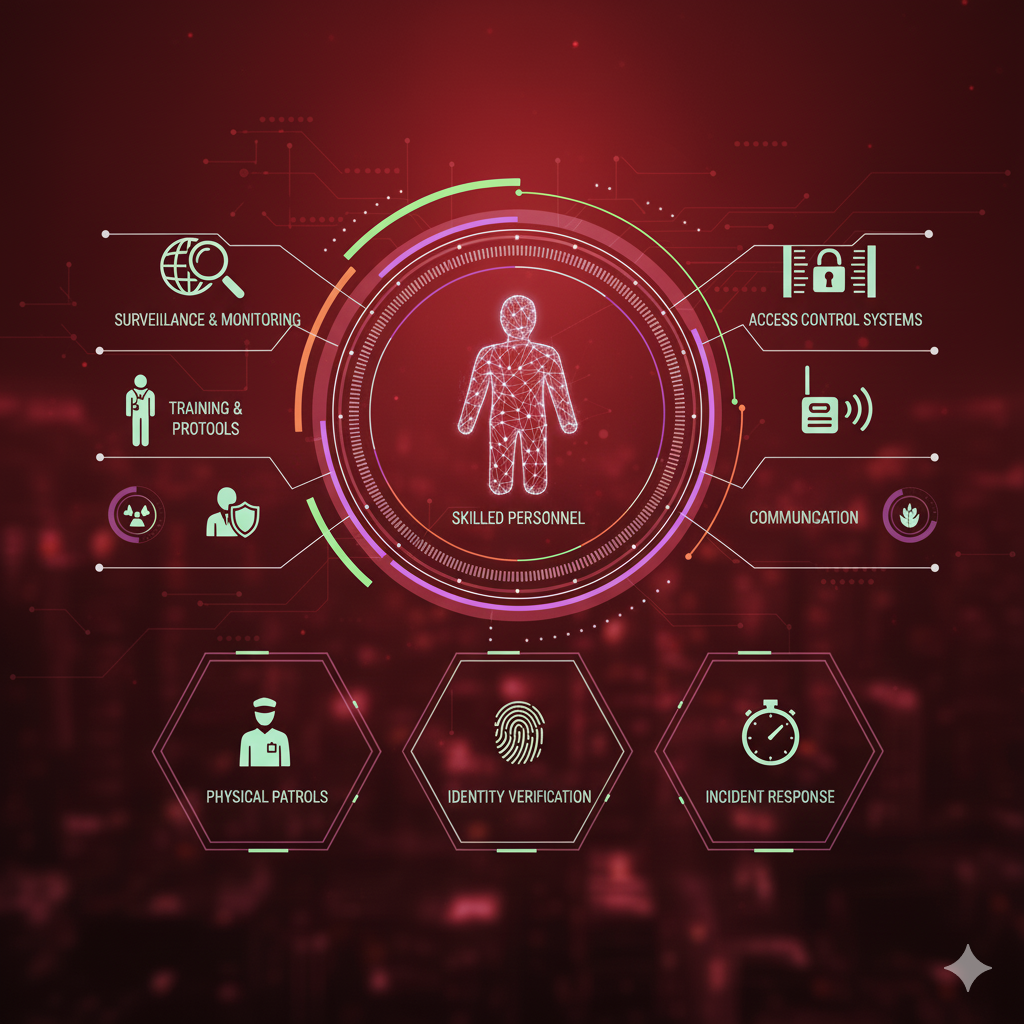 SURVEILLANCE & MONITORING
ACCESS CONTROL SYSTEMS
TRAINING &
PROTOOLS
SKILLED PERSONNEL
COMMUNCATION
PHYSICAL PATROLS
IDENTITY VERIFICATION
INCIDENT RESPONSE